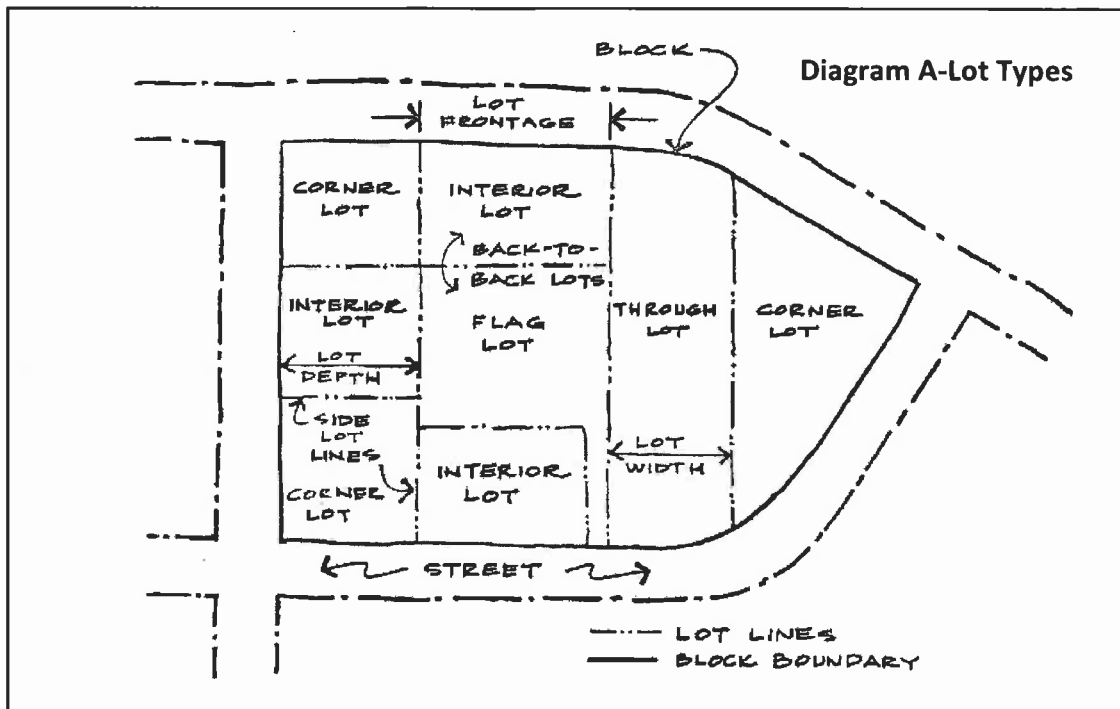 BLOCK
Diagram A-Lot Types
LOT
FRONTAGE
CORNER
LOT
INTERIOR
LOT
BACK-TO-
BACK LOTS
INTERIOR
LOT
FLAG
LOT
THROUGH
LOT
CORNER
LOT
LOT
DEPTH
SIDE
LOT
LINES
CORNER
LOT
INTERIOR
LOT
LOT
WIDTH
STREET
LOT LINES
BLOCK BOUNDARY